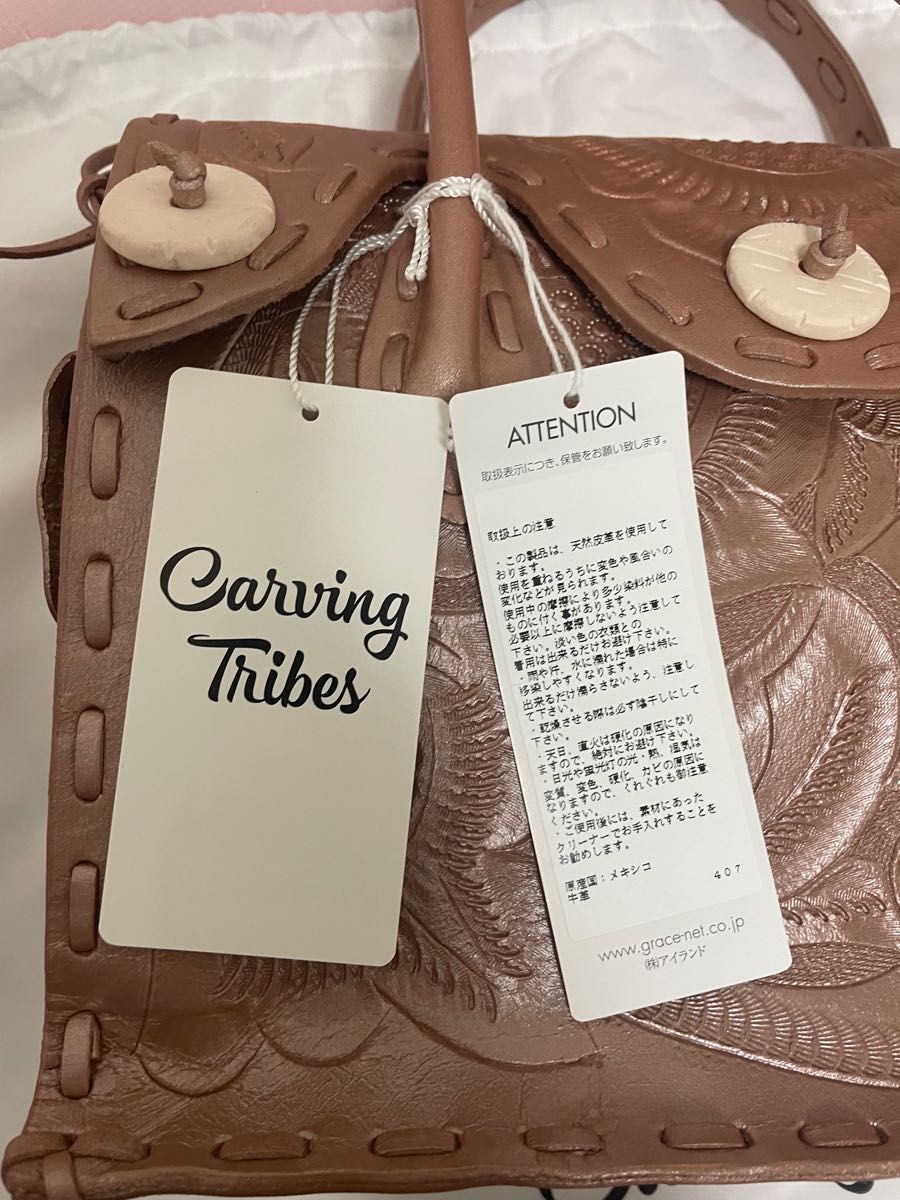 Carving
Tribes
ATTENTION
取扱表示につき、保管をお願い致します。
取扱上の注意
・この製品は、天然皮革を使用して
おります。
使用を重ねるうちに変色や風合いの
変化などが見られます。
使用中の摩擦により多少染料が他の
ものに付く事があります。
必要以上に摩擦しないよう注意して
下さい。淡い色の衣類との
着用は出来るだけお避け下さい。
・雨や汗、水に濡れた場合は特に
移染しやすくなります。
出来るだけ濡らさないよう、注意し
て下さい。
・乾燥させる際は必ず陰干しにして
下さい。
・天日、直火は硬化の原因になり
ますので、絶対にお避け下さい。
・日光や蛍光灯の光・熱、湿気は
変質、変色、硬化、カビの原因に
なりますので、くれぐれも御注意
ください。
・ご使用後には、素材にあった
クリーナーでお手入れすることを
お勧めします。
原産国：メキシコ 407
牛革
www.grace-net.co.jp
㈱アイランド